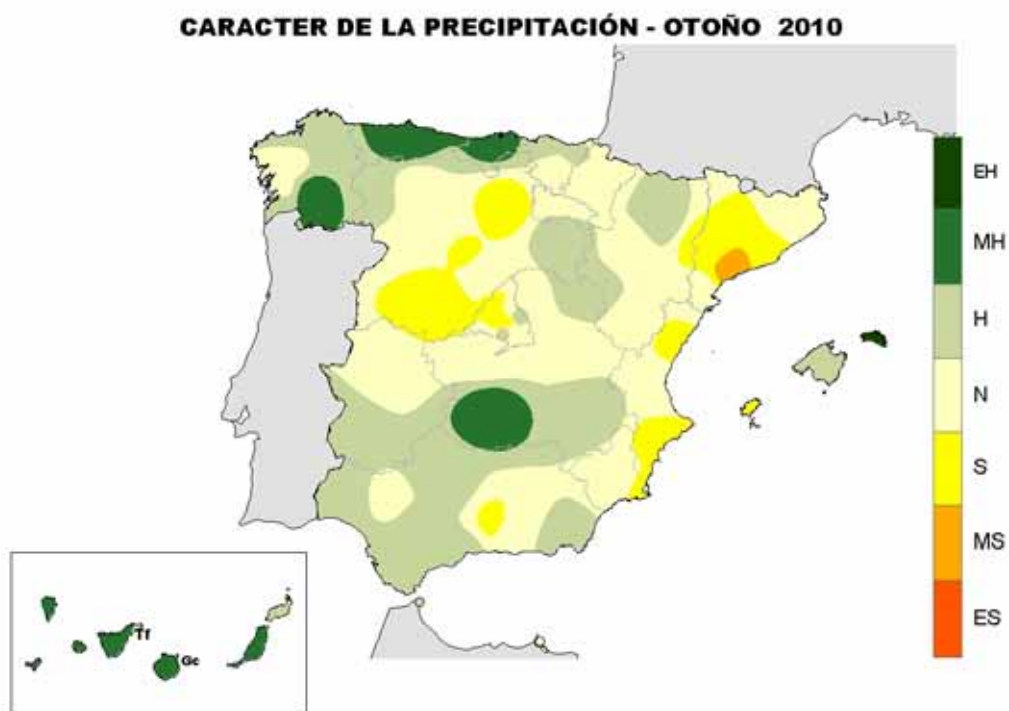 CARACTER DE LA PRECIPITACIÓN - OTOÑO 2010
EH
MH
H
N
S
MS
ES
Tf
Gc